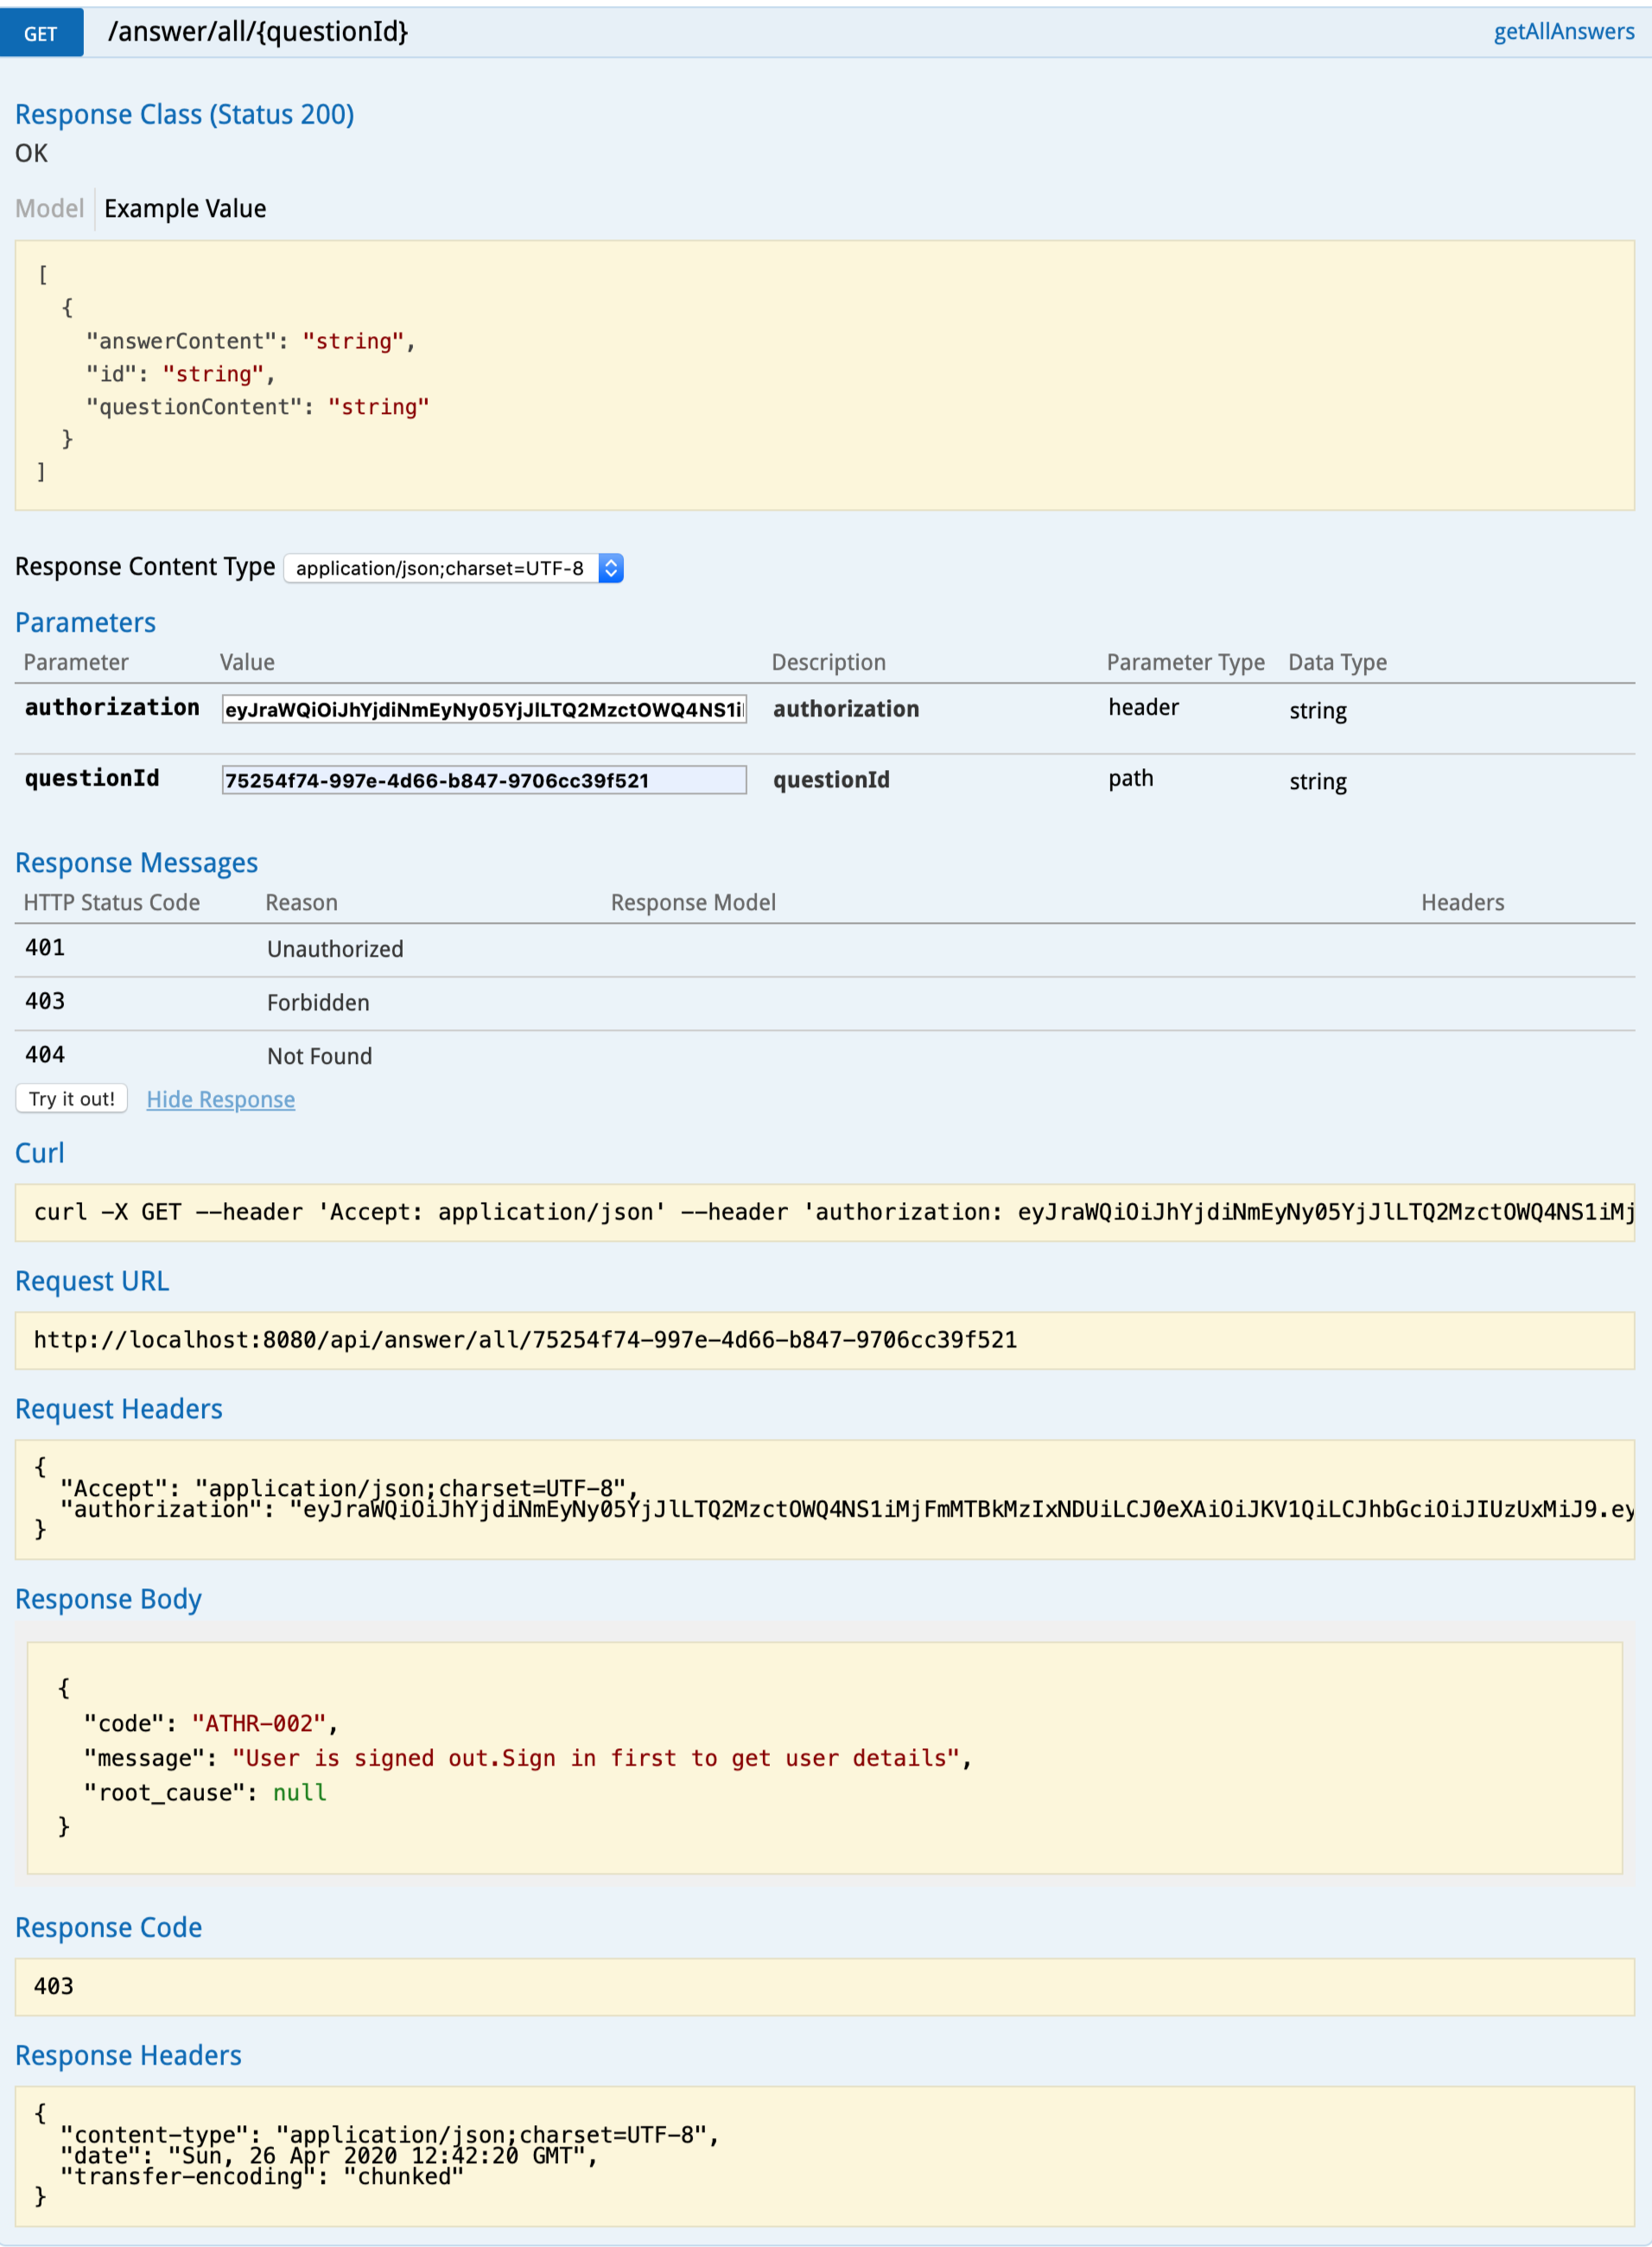 GET /answer/all/{questionId} getAllAnswers
Response Class (Status 200)
OK
Model Example Value
[
{
"answerContent": "string",
"id": "string",
"questionContent": "string"
}
]
Response Content Type application/json;charset=UTF-8
Parameters
Parameter Value Description Parameter Type Data Type
authorization eyJraWQiOiJhYjdiNmEyNy05YjJlLTQ2MzctOWQ4NS1i authorization header string
questionId 75254f74-997e-4d66-b847-9706cc39f521 questionId path string
Response Messages
HTTP Status Code Reason Response Model Headers
401 Unauthorized
403 Forbidden
404 Not Found
Try it out! Hide Response
Curl
curl -X GET --header 'Accept: application/json' --header 'authorization: eyJraWQiOiJhYjdiNmEyNy05YjJlLTQ2MzctOWQ4NS1iMj
Request URL
http://localhost:8080/api/answer/all/75254f74-997e-4d66-b847-9706cc39f521
Request Headers
{
"Accept": "application/json;charset=UTF-8",
"authorization": "eyJraWQiOiJhYjdiNmEyNy05YjJlLTQ2MzctOWQ4NS1iMjFmMTBkMzIxNDUiLCJ0eXAiOiJKV1QiLCJhbGciOiJIUzUxMiJ9.ey
}
Response Body
{
"code": "ATHR-002",
"message": "User is signed out.Sign in first to get user details",
"root_cause": null
}
Response Code
403
Response Headers
{
"content-type": "application/json;charset=UTF-8",
"date": "Sun, 26 Apr 2020 12:42:20 GMT",
"transfer-encoding": "chunked"
}